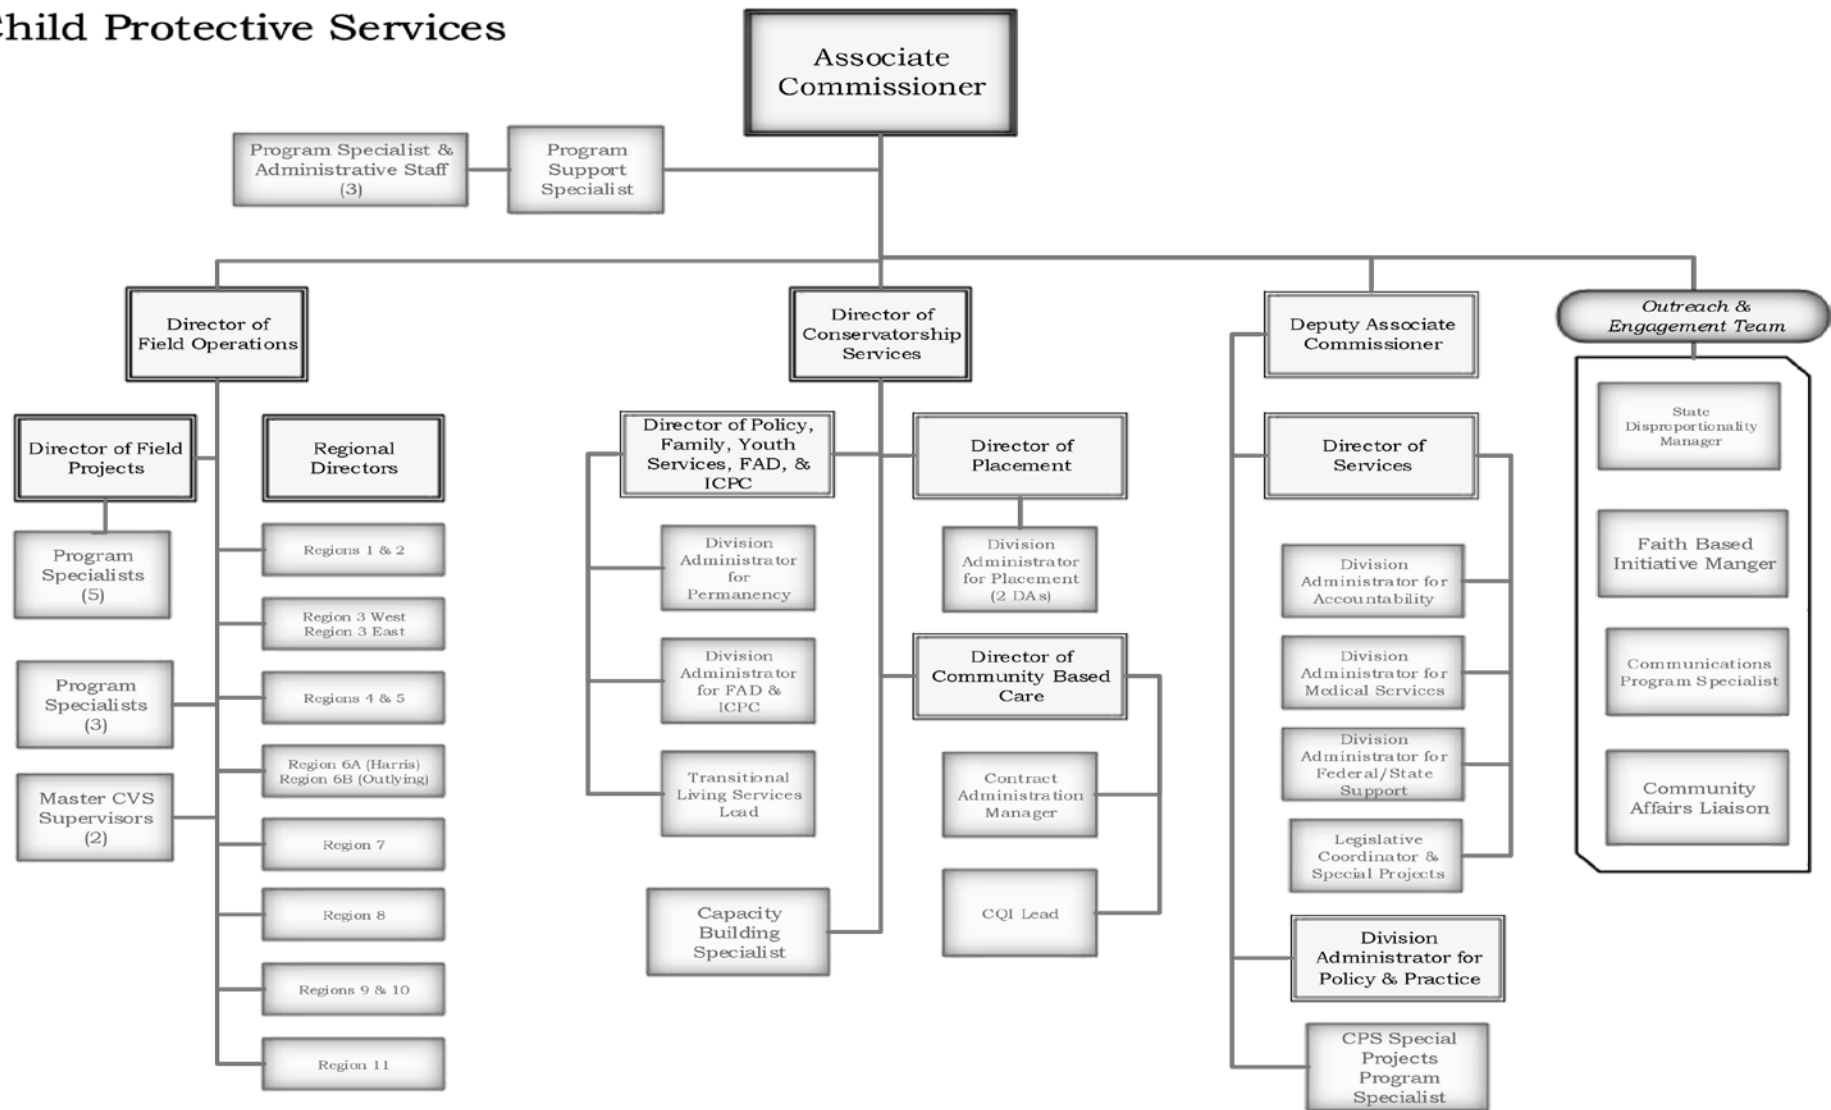 Child Protective Services
Associate
Commissioner
Program Specialist &
Administrative Staff
(3)
Program
Support
Specialist
Director of
Field Operations
Director of Field
Projects
Program
Specialists
(5)
Program
Specialists
(3)
Master CVS
Supervisors
(2)
Regional
Directors
Regions 1 & 2
Region 3 West
Region 3 East
Regions 4 & 5
Region 6A (Harris)
Region 6B (Outlying)
Region 7
Region 8
Regions 9 & 10
Region 11
Director of
Conservatorship
Services
Director of Policy,
Family, Youth
Services, FAD, &
ICPC
Division
Administrator
for
Permanency
Division
Administrator
for FAD &
ICPC
Transitional
Living Services
Lead
Capacity
Building
Specialist
Director of
Placement
Division
Administrator
for Placement
(2 DAs)
Director of
Community Based
Care
Contract
Administration
Manager
CQI Lead
Deputy Associate
Commissioner
Director of
Services
Division
Administrator for
Accountability
Division
Administrator for
Medical Services
Division
Administrator for
Federal/State
Support
Legislative
Coordinator &
Special Projects
Division
Administrator for
Policy & Practice
CPS Special
Projects
Program
Specialist
Outreach &
Engagement Team
State
Disproportionality
Manager
Faith Based
Initiative Manger
Communications
Program Specialist
Community
Affairs Liaison